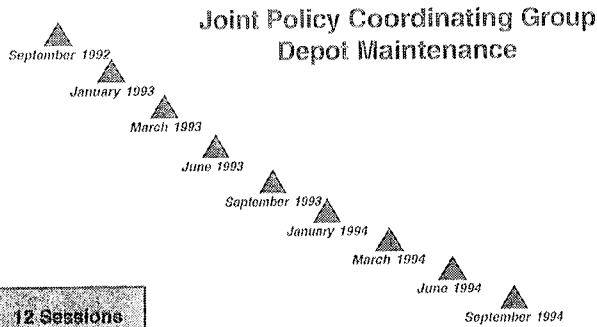 Joint Policy Coordinating Group
Depot Maintenance
September 1992
January 1993
March 1993
June 1993
September 1993
January 1994
March 1994
June 1994
September 1994
12 Sessions